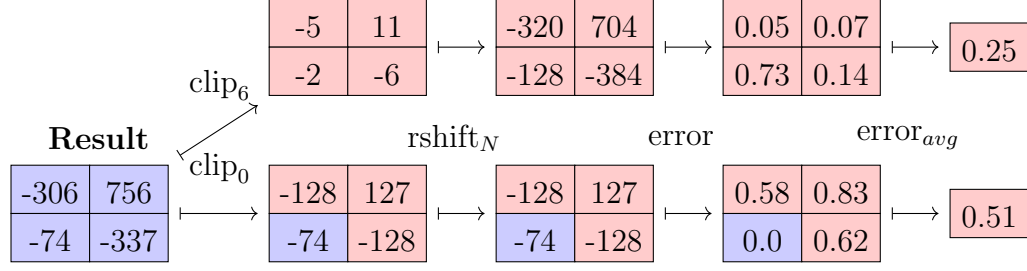 -5 11 -320 704 0.05 0.07
0.25
-2 -6 -128 -384 0.73 0.14
clip₆
Result rshift_N error error_avg
clip₀
-306 756 -128 127 -128 127 0.58 0.83
0.51
-74 -337 -74 -128 -74 -128 0.0 0.62